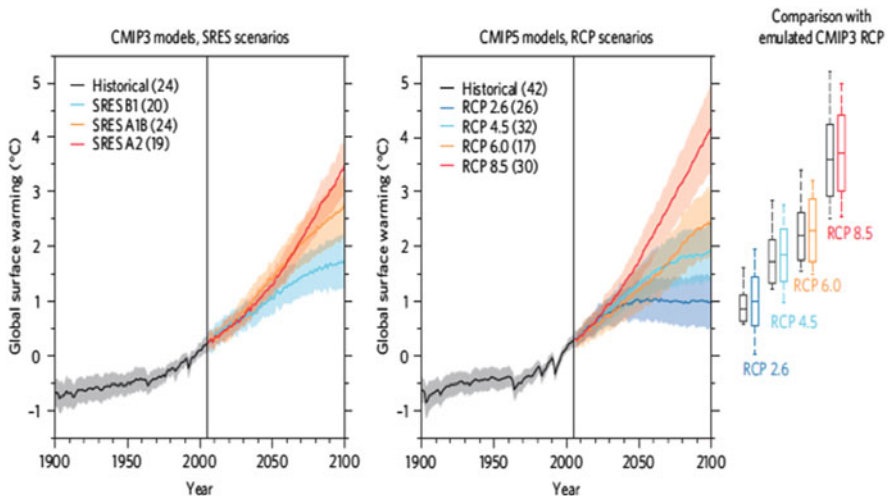 CMIP3 models, SRES scenarios
Global surface warming (°C)
5
4
3
2
1
0
-1
Historical (24)
SRES B1 (20)
SRES A1B (24)
SRES A2 (19)
1900
1950
2000
2050
2100
Year
CMIP5 models, RCP scenarios
Global surface warming (°C)
5
4
3
2
1
0
-1
Historical (42)
RCP 2.6 (26)
RCP 4.5 (32)
RCP 6.0 (17)
RCP 8.5 (30)
1900
1950
2000
2050
2100
Year
Comparison with
emulated CMIP3 RCP
RCP 8.5
RCP 6.0
RCP 4.5
RCP 2.6